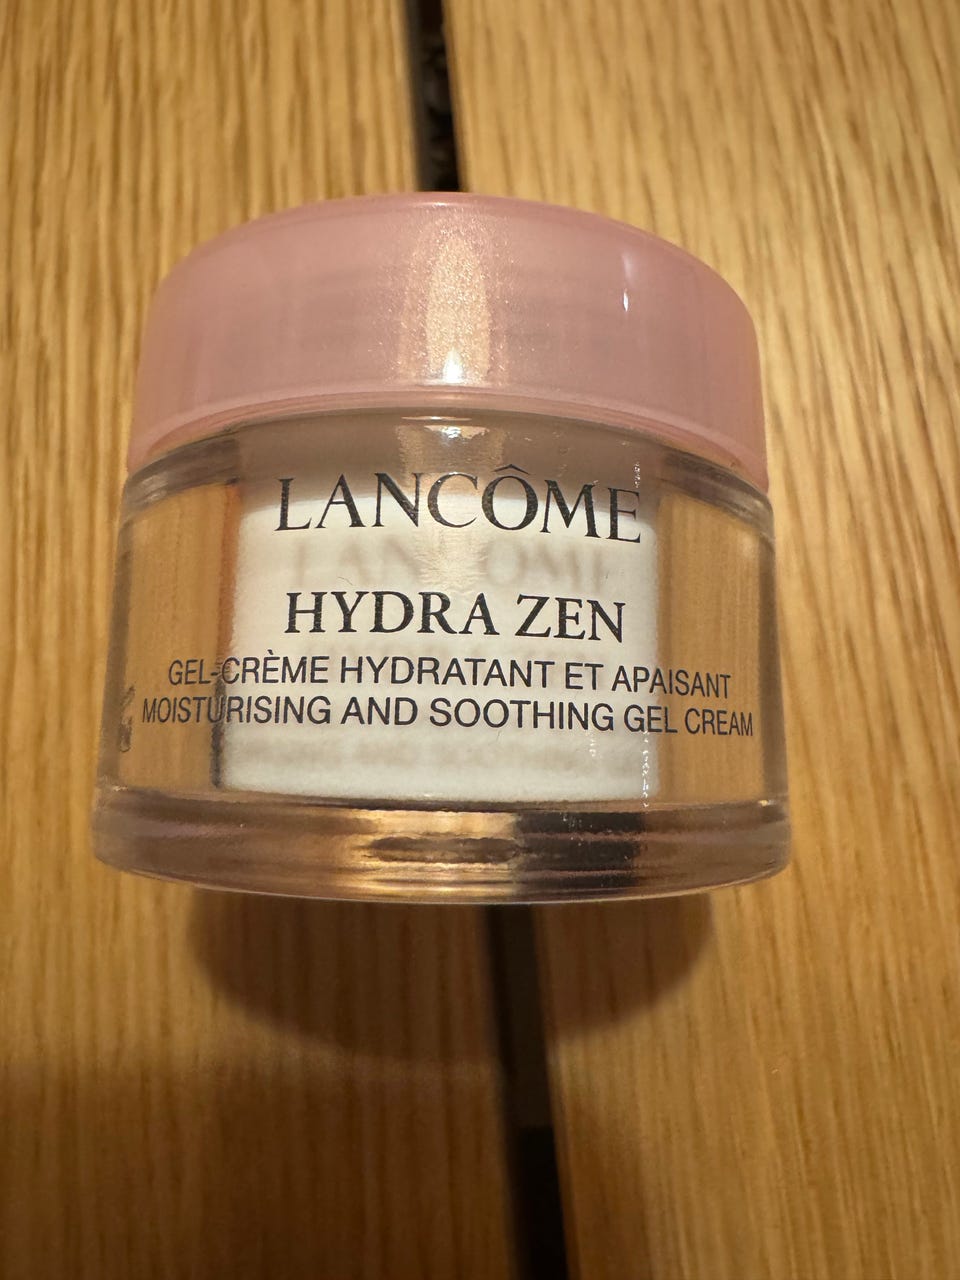 LANCÔME
HYDRA ZEN
GEL-CRÈME HYDRATANT ET APAISANT
MOISTURISING AND SOOTHING GEL CREAM